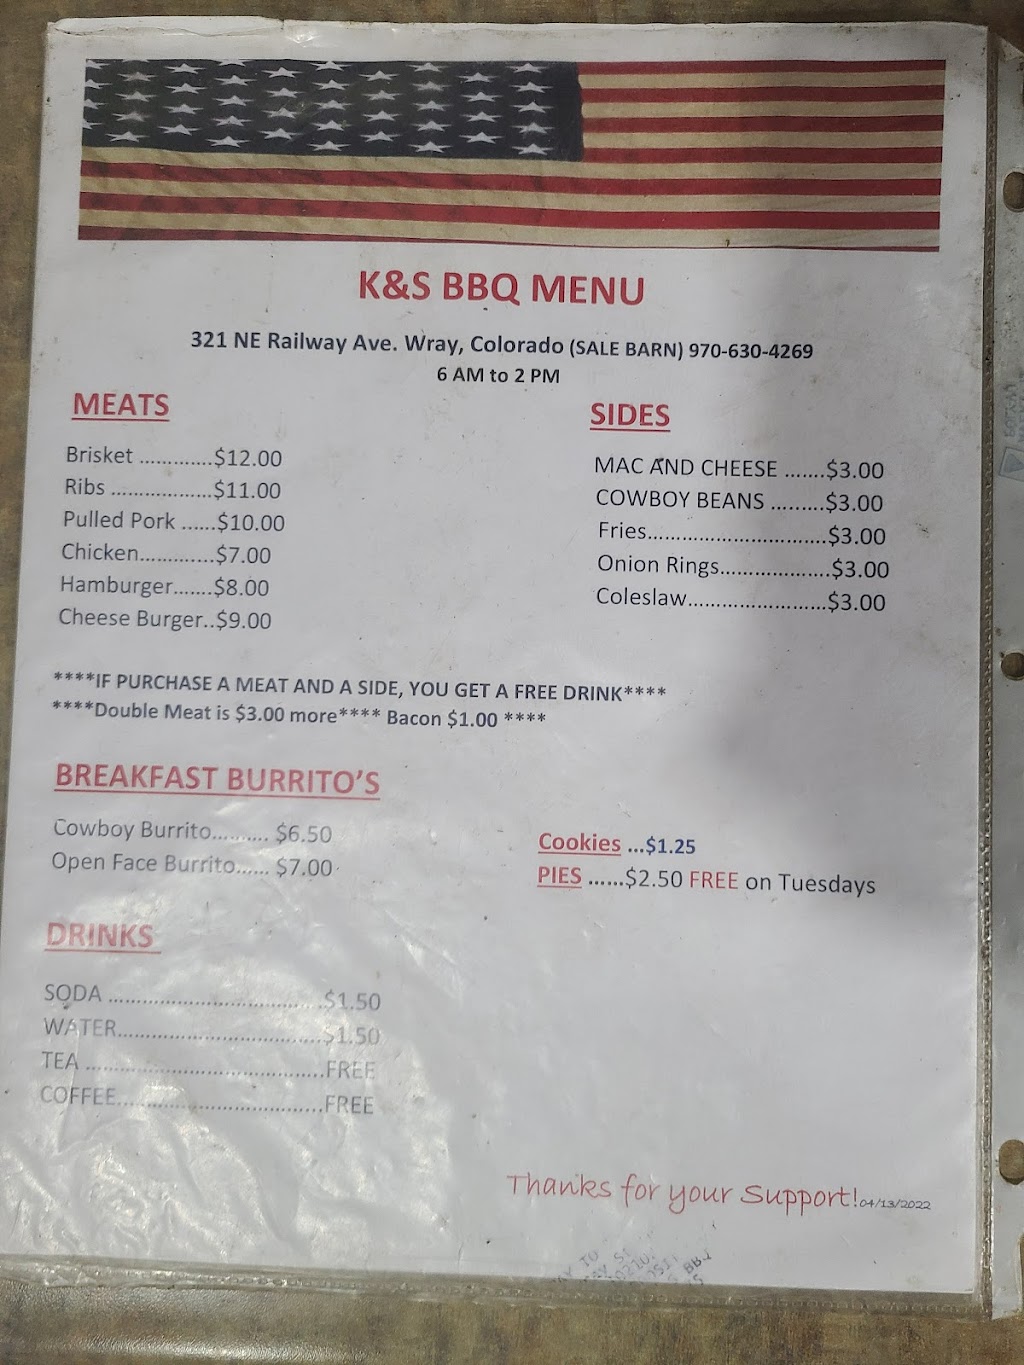 K&S BBQ MENU
321 NE Railway Ave. Wray, Colorado (SALE BARN) 970-630-4269
6 AM to 2 PM
MEATS
Brisket .............$12.00
Ribs ..................$11.00
Pulled Pork ......$10.00
Chicken.............$7.00
Hamburger.......$8.00
Cheese Burger..$9.00
SIDES
MAC AND CHEESE .......$3.00
COWBOY BEANS .........$3.00
Fries...............................$3.00
Onion Rings...................$3.00
Coleslaw........................$3.00
****IF PURCHASE A MEAT AND A SIDE, YOU GET A FREE DRINK****
****Double Meat is $3.00 more**** Bacon $1.00 ****
BREAKFAST BURRITO'S
Cowboy Burrito.......... $6.50
Open Face Burrito...... $7.00
Cookies ...$1.25
PIES ......$2.50 FREE on Tuesdays
DRINKS
SODA .....................................$1.50
WATER...................................$1.50
TEA .........................................FREE
COFFEE...................................FREE
Thanks for your Support! 04/13/2022